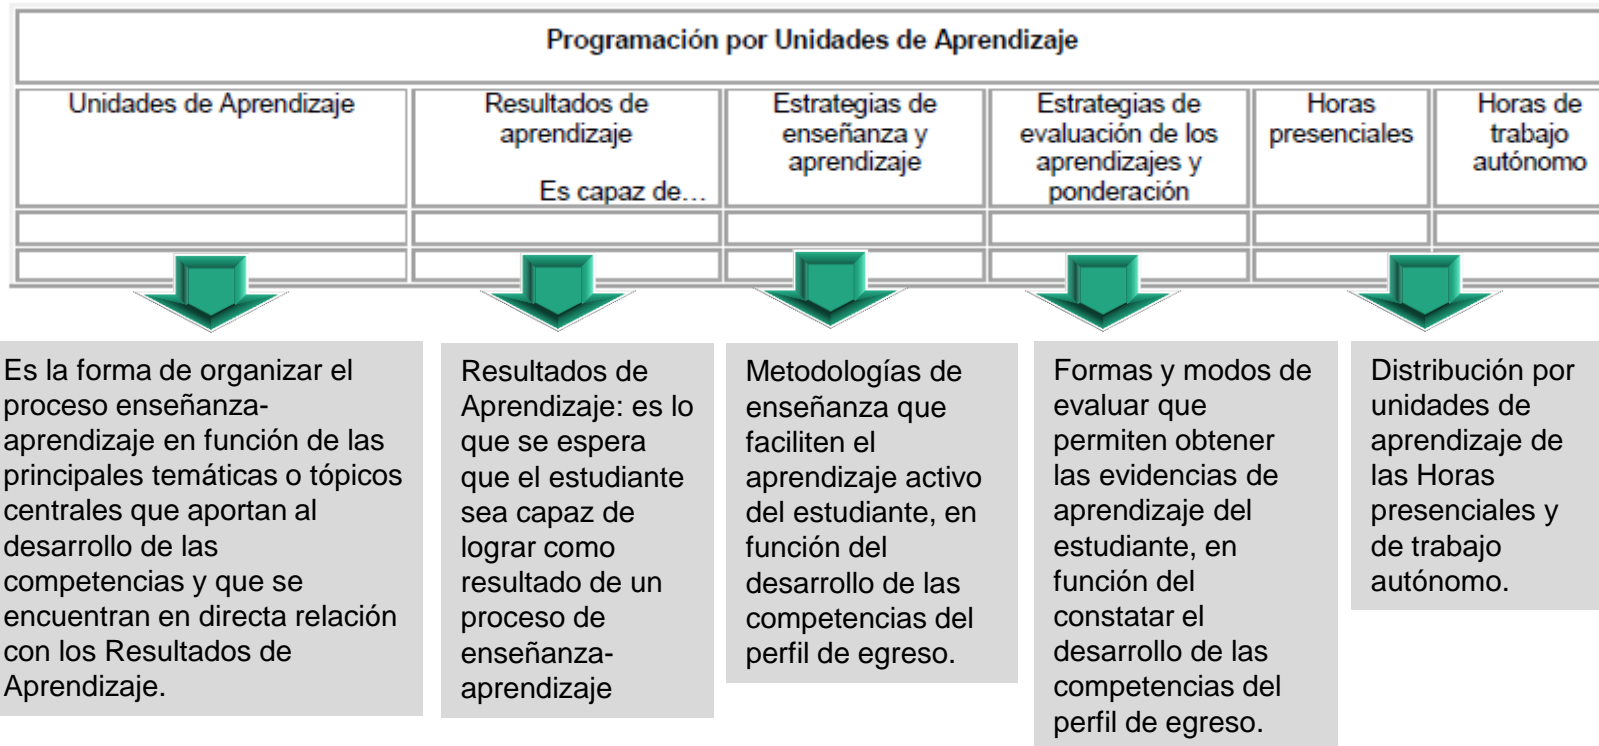 Programación por Unidades de Aprendizaje
Unidades de Aprendizaje
Resultados de
aprendizaje
Es capaz de...
Estrategias de
enseñanza y
aprendizaje
Estrategias de
evaluación de los
aprendizajes y
ponderación
Horas
presenciales
Horas de
trabajo
autónomo
Es la forma de organizar el
proceso enseñanza-
aprendizaje en función de las
principales temáticas o tópicos
centrales que aportan al
desarrollo de las
competencias y que se
encuentran en directa relación
con los Resultados de
Aprendizaje.
Resultados de
Aprendizaje: es lo
que se espera
que el estudiante
sea capaz de
lograr como
resultado de un
proceso de
enseñanza-
aprendizaje
Metodologías de
enseñanza que
faciliten el
aprendizaje activo
del estudiante, en
función del
desarrollo de las
competencias del
perfil de egreso.
Formas y modos de
evaluar que
permiten obtener
las evidencias de
aprendizaje del
estudiante, en
función del
constatar el
desarrollo de las
competencias del
perfil de egreso.
Distribución por
unidades de
aprendizaje de
las Horas
presenciales y
de trabajo
autónomo.